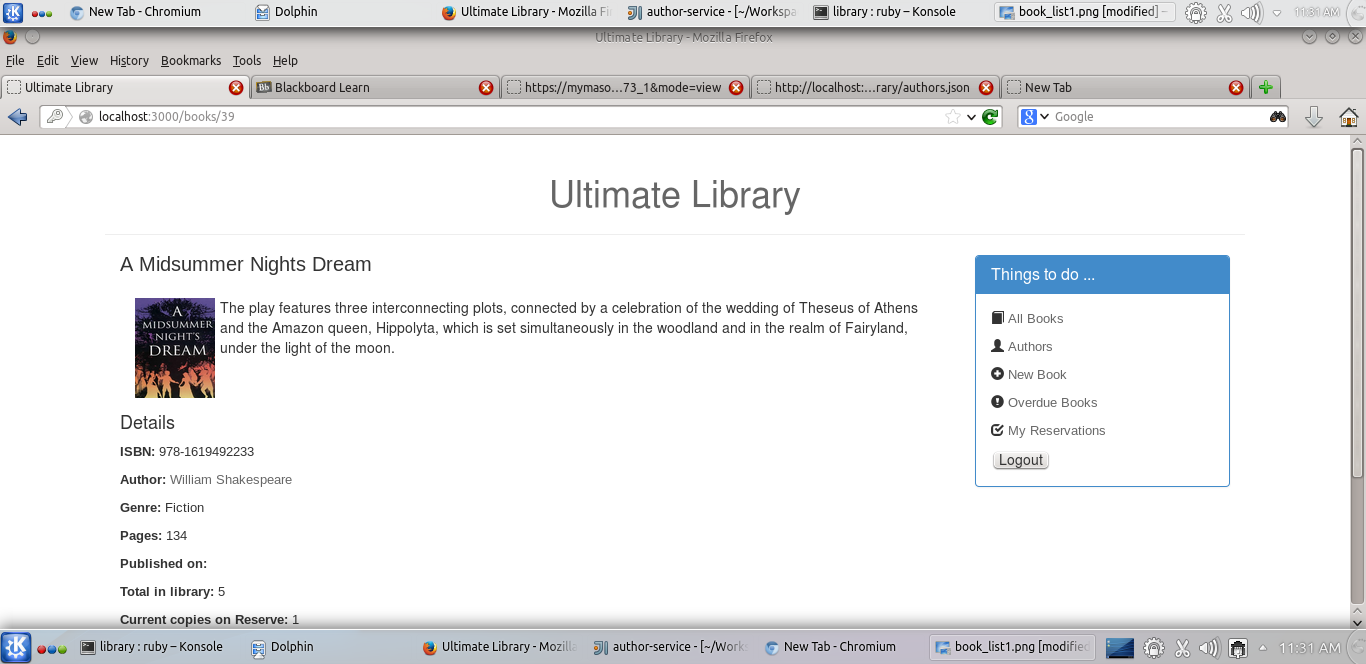 New Tab - Chromium Dolphin Ultimate Library - Mozilla Fi author-service - [~/Workspa library : ruby – Konsole book_list1.png [modified] – 11:31 AM
Ultimate Library - Mozilla Firefox
File Edit View History Bookmarks Tools Help
Ultimate Library Bb Blackboard Learn https://mymaso...73_1&mode=view http://localhost:...rary/authors.json New Tab
localhost:3000/books/39 Google
Ultimate Library
A Midsummer Nights Dream
A
MIDSUMMER
NIGHT'S
DREAM
The play features three interconnecting plots, connected by a celebration of the wedding of Theseus of Athens
and the Amazon queen, Hippolyta, which is set simultaneously in the woodland and in the realm of Fairyland,
under the light of the moon.
Things to do ...
All Books
Authors
New Book
Overdue Books
My Reservations
Logout
Details
ISBN: 978-1619492233
Author: William Shakespeare
Genre: Fiction
Pages: 134
Published on:
Total in library: 5
Current copies on Reserve: 1
library : ruby – Konsole Dolphin Ultimate Library - Mozilla author-service - [~/Work New Tab - Chromium book_list1.png [modified 11:31 AM